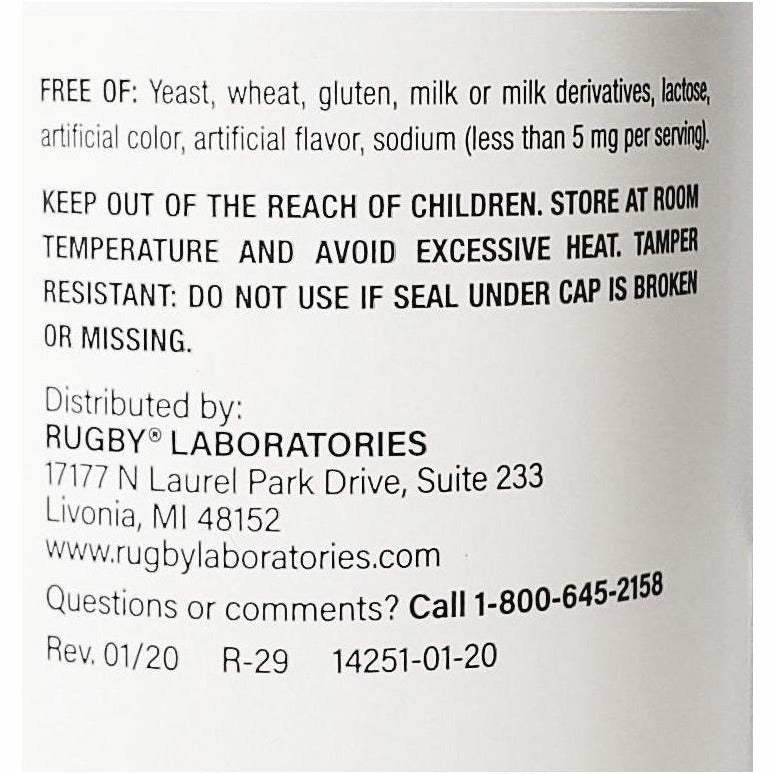 FREE OF: Yeast, wheat, gluten, milk or milk derivatives, lactose,
artificial color, artificial flavor, sodium (less than 5 mg per serving).
KEEP OUT OF THE REACH OF CHILDREN. STORE AT ROOM
TEMPERATURE AND AVOID EXCESSIVE HEAT. TAMPER
RESISTANT: DO NOT USE IF SEAL UNDER CAP IS BROKEN
OR MISSING.
Distributed by:
RUGBY® LABORATORIES
17177 N Laurel Park Drive, Suite 233
Livonia, MI 48152
www.rugbylaboratories.com
Questions or comments? Call 1-800-645-2158
Rev. 01/20 R-29 14251-01-20